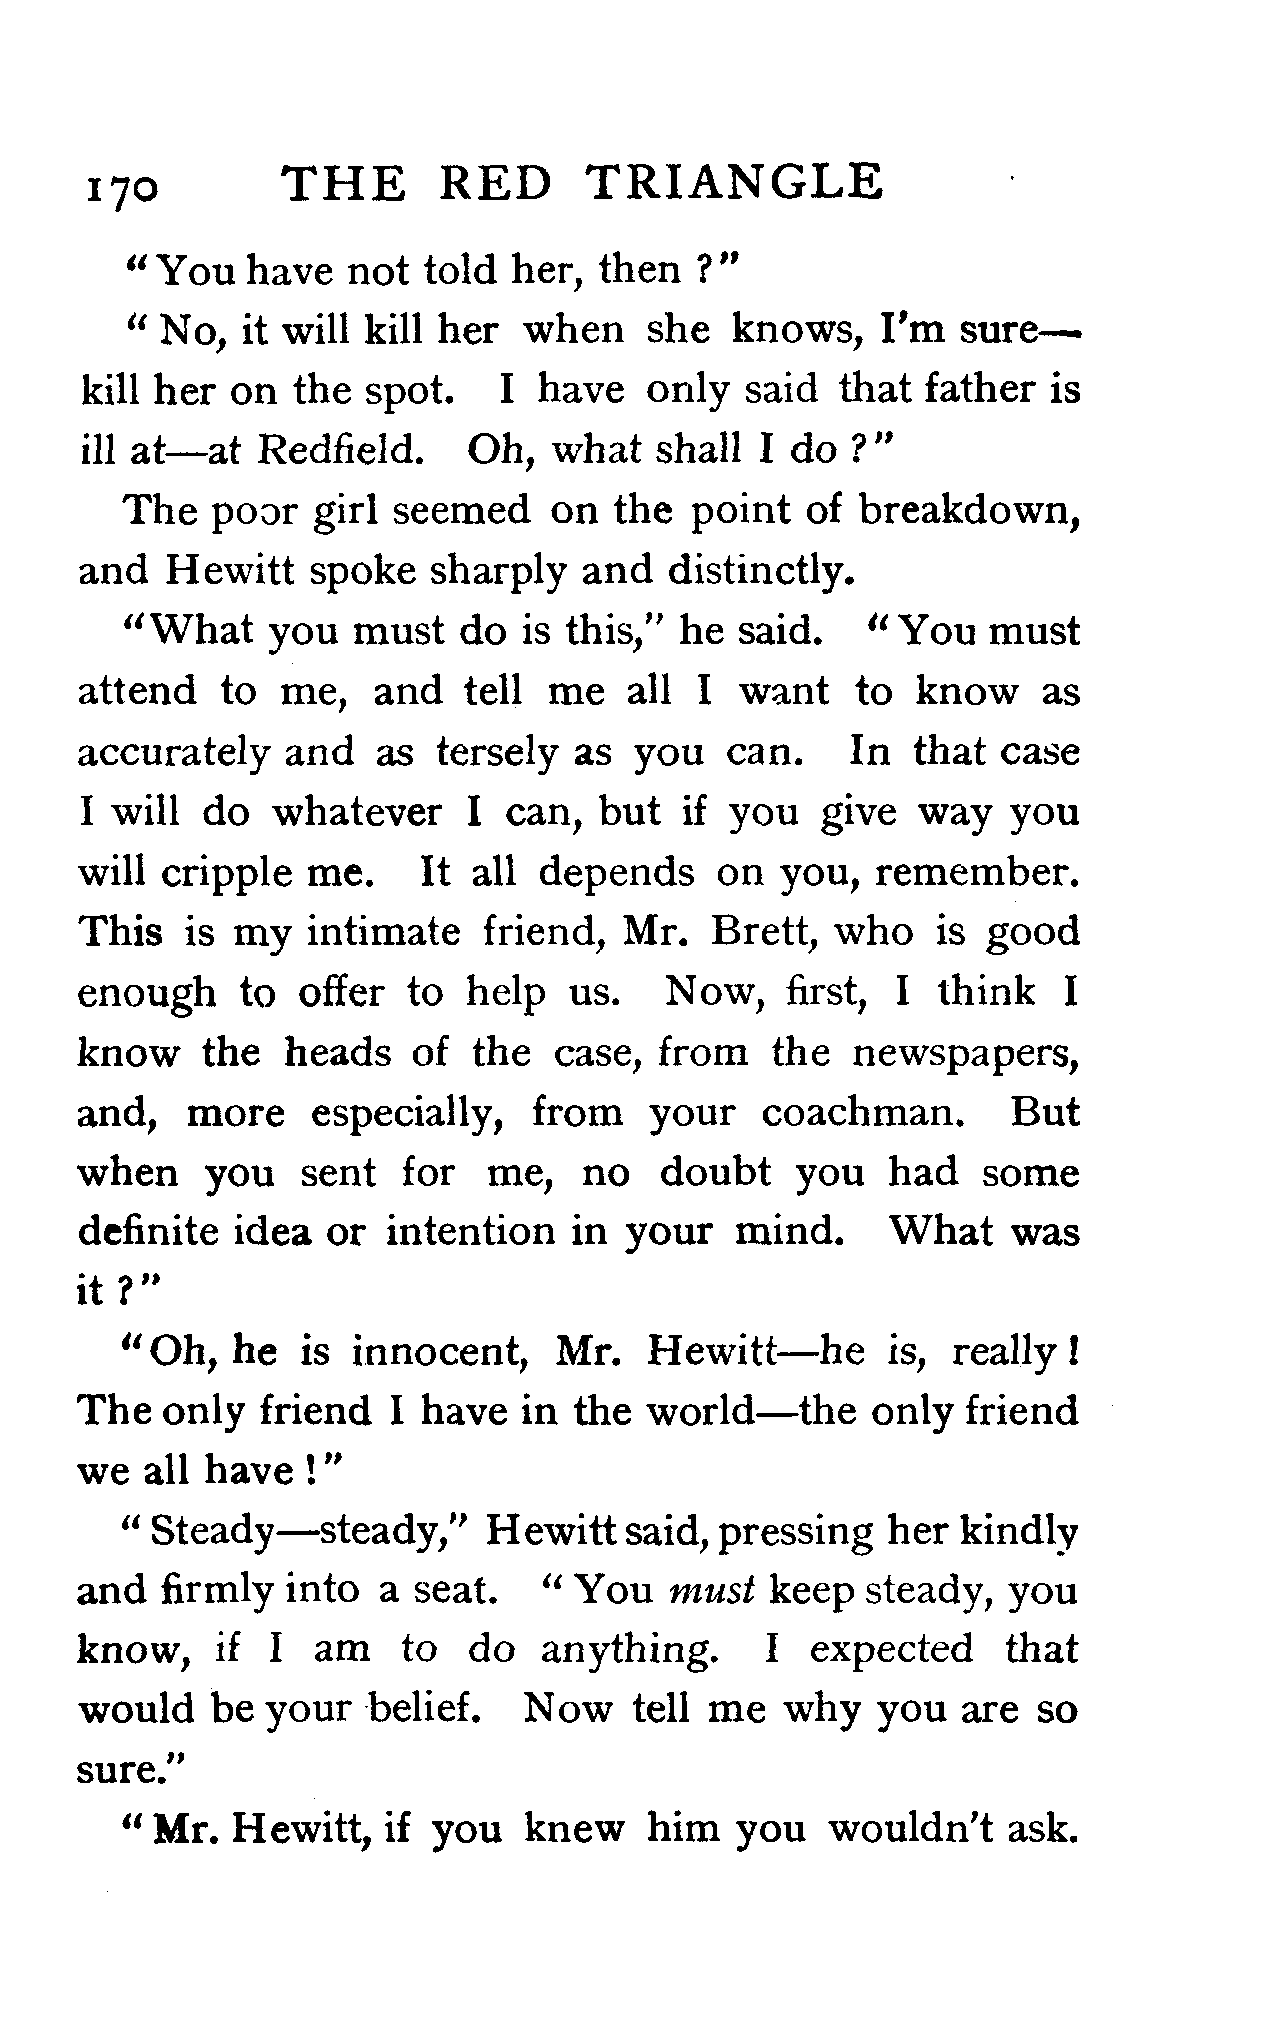 170 THE RED TRIANGLE
"You have not told her, then?"
"No, it will kill her when she knows, I'm sure—
kill her on the spot. I have only said that father is
ill at—at Redfield. Oh, what shall I do?"
The poor girl seemed on the point of breakdown,
and Hewitt spoke sharply and distinctly.
"What you must do is this," he said. "You must
attend to me, and tell me all I want to know as
accurately and as tersely as you can. In that case
I will do whatever I can, but if you give way you
will cripple me. It all depends on you, remember.
This is my intimate friend, Mr. Brett, who is good
enough to offer to help us. Now, first, I think I
know the heads of the case, from the newspapers,
and, more especially, from your coachman. But
when you sent for me, no doubt you had some
definite idea or intention in your mind. What was
it?"
"Oh, he is innocent, Mr. Hewitt—he is, really!
The only friend I have in the world—the only friend
we all have!"
"Steady—steady," Hewitt said, pressing her kindly
and firmly into a seat. "You must keep steady, you
know, if I am to do anything. I expected that
would be your belief. Now tell me why you are so
sure."
"Mr. Hewitt, if you knew him you wouldn't ask.